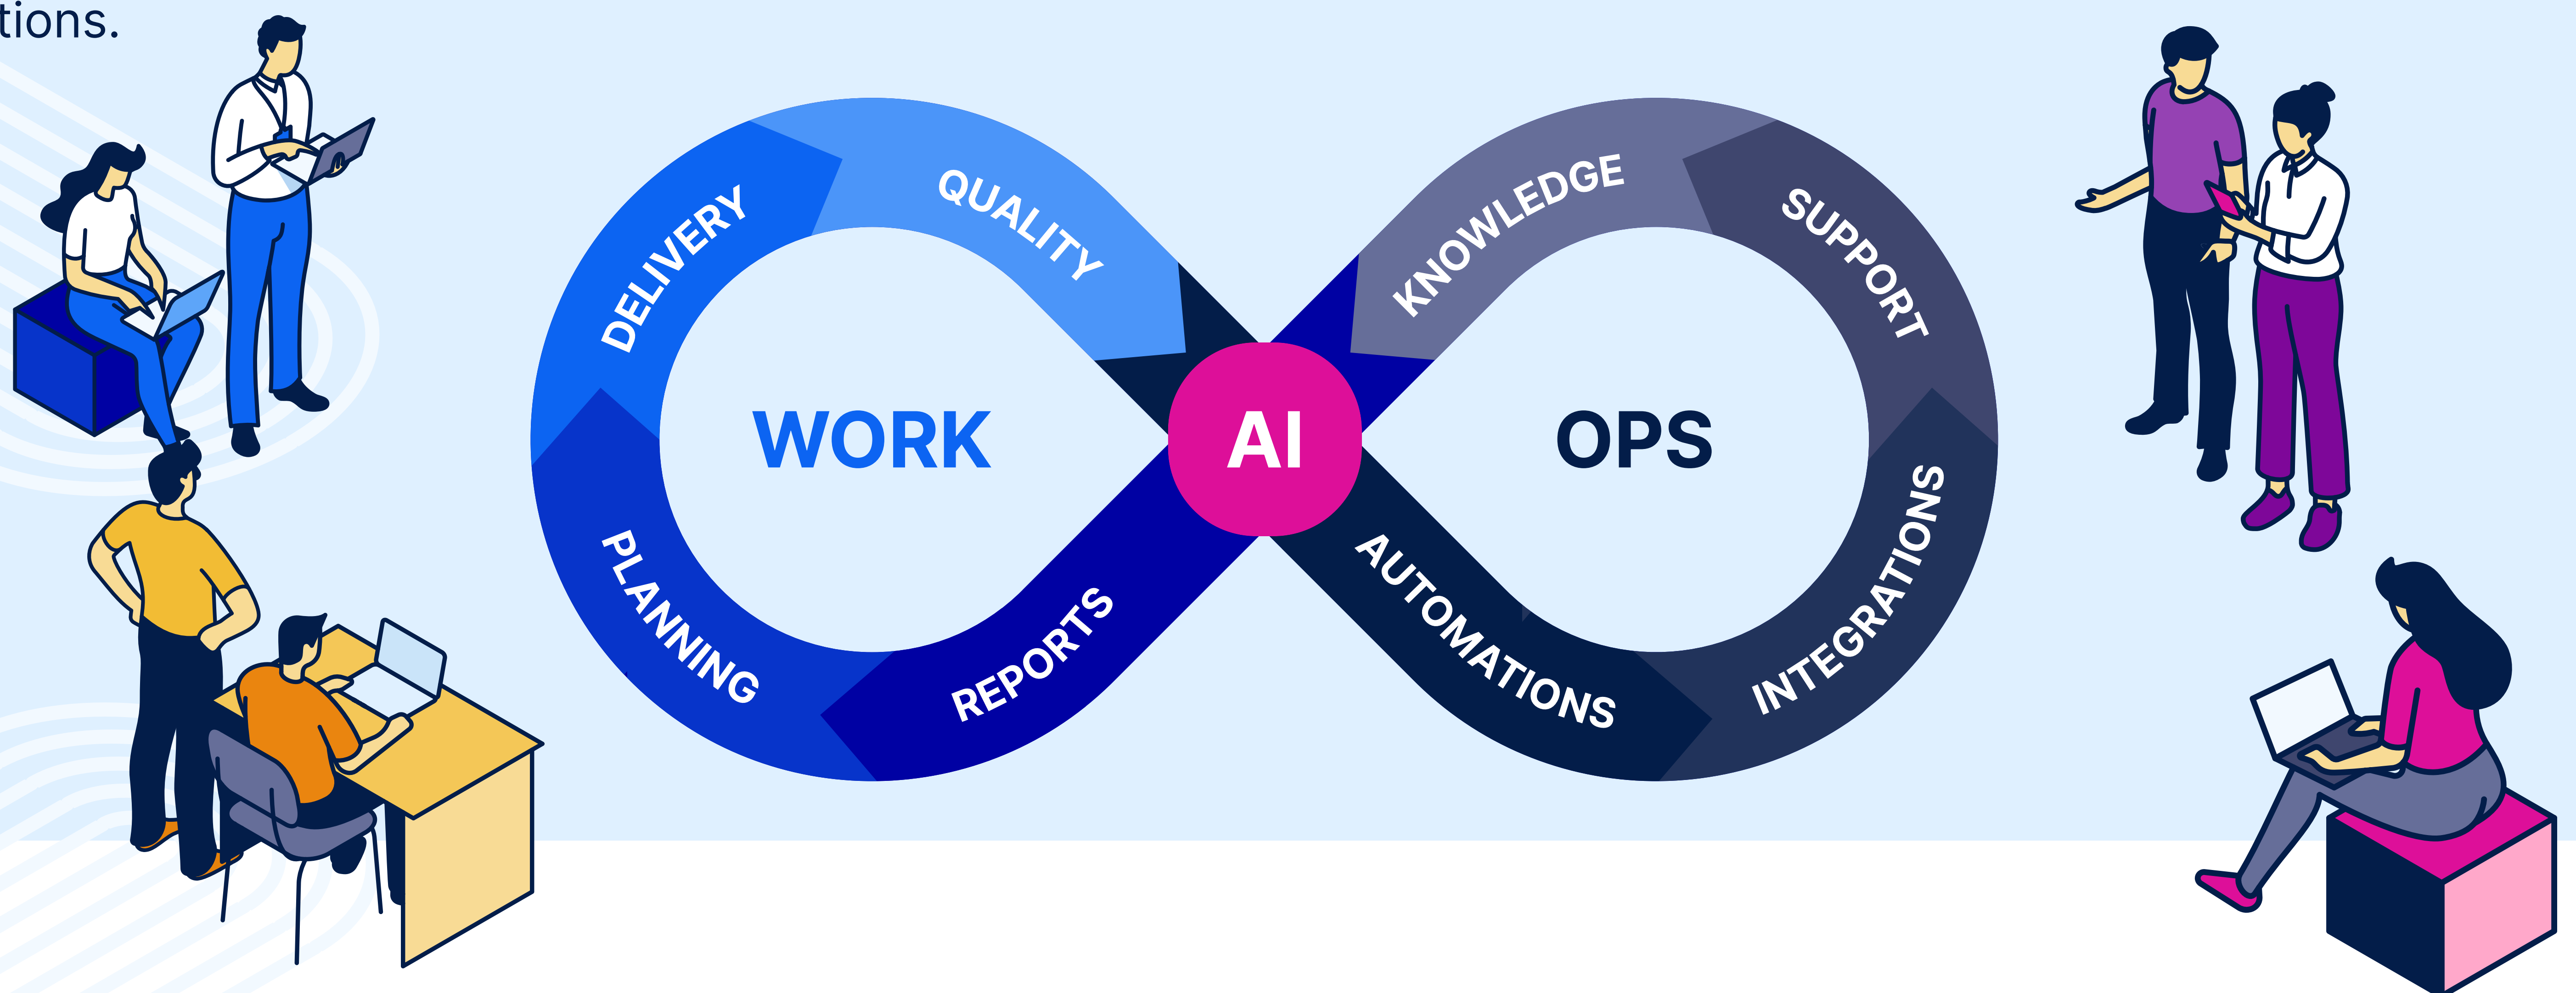 tions.
DELIVERY
QUALITY
KNOWLEDGE
SUPPORT
WORK
AI
OPS
PLANNING
REPORTS
AUTOMATIONS
INTEGRATIONS